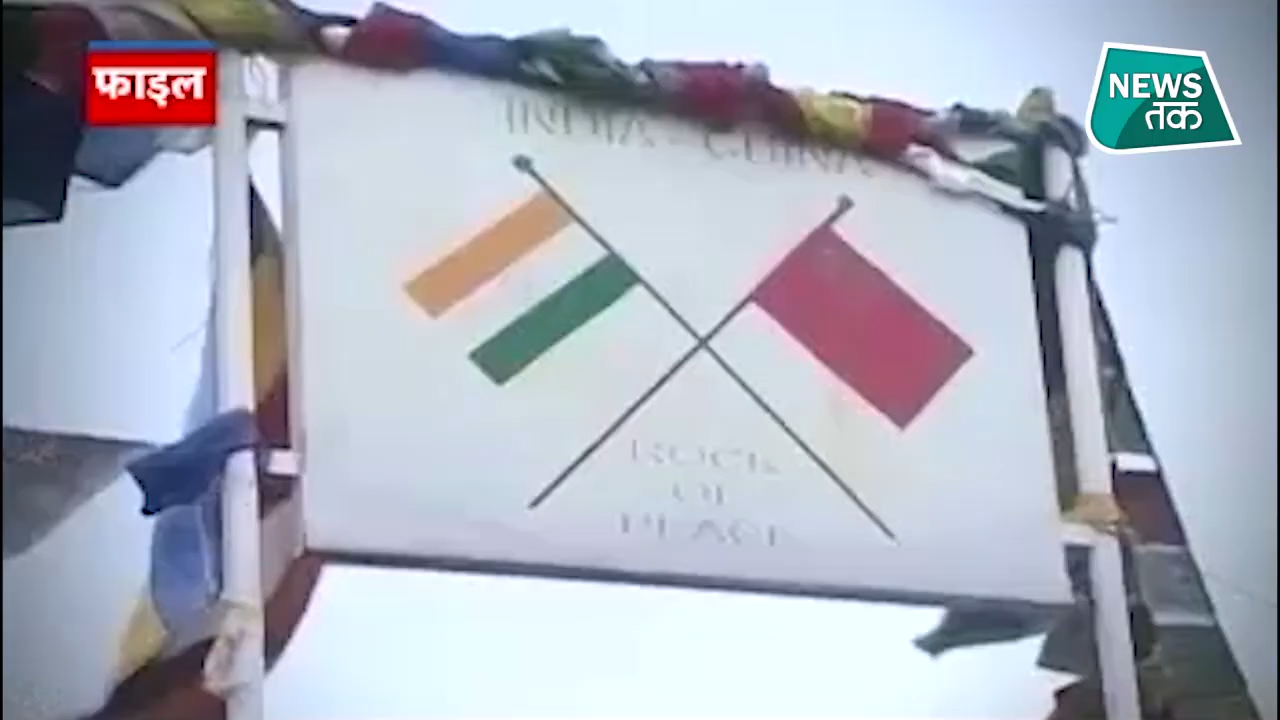 फाइल
NEWS
तक
INDIA - CHINA
ROCK
OF
PEACE